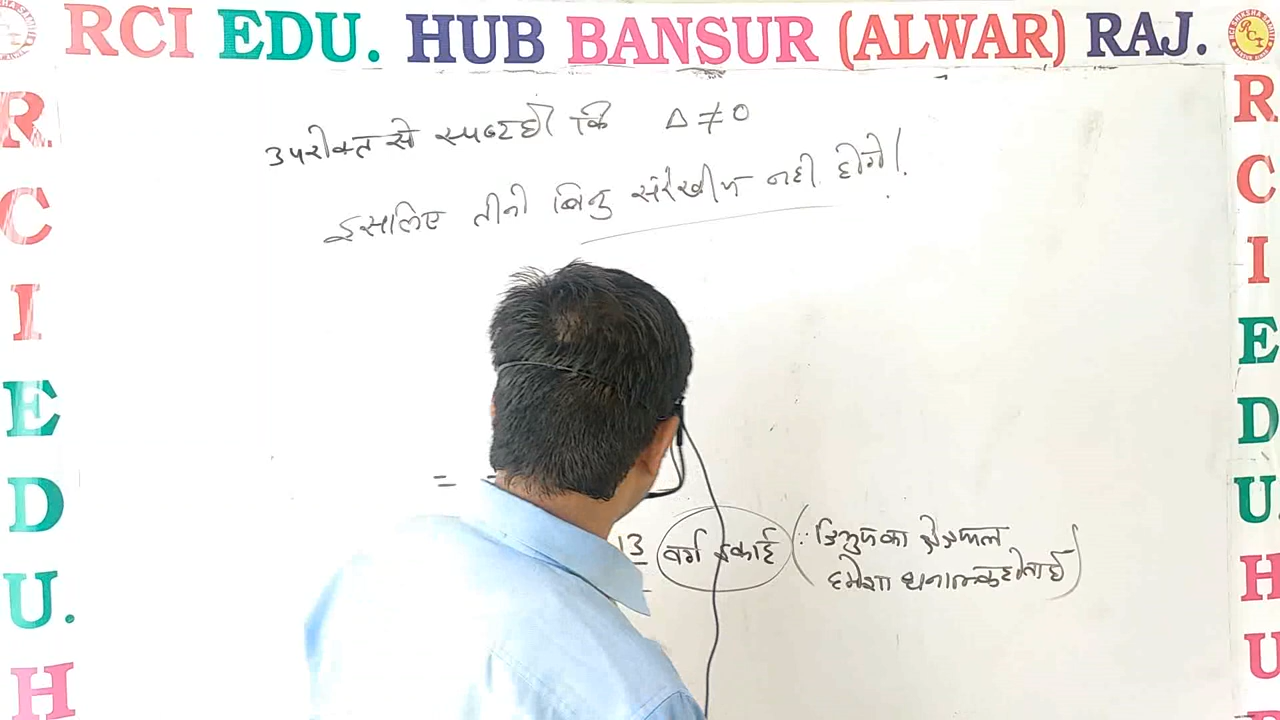 RCI EDU. HUB BANSUR (ALWAR) RAJ.
R
C
I
E
D
U.
H
R
C
I
E
D
U.
H
U
उपरोक्त से स्पष्ट है कि Δ ≠ 0
इसलिए तीनों बिन्दु संरेखीय नहीं होंगे।
=
13 वर्ग इकाई (∵ त्रिभुज का क्षेत्रफल
हमेशा धनात्मक होता है)